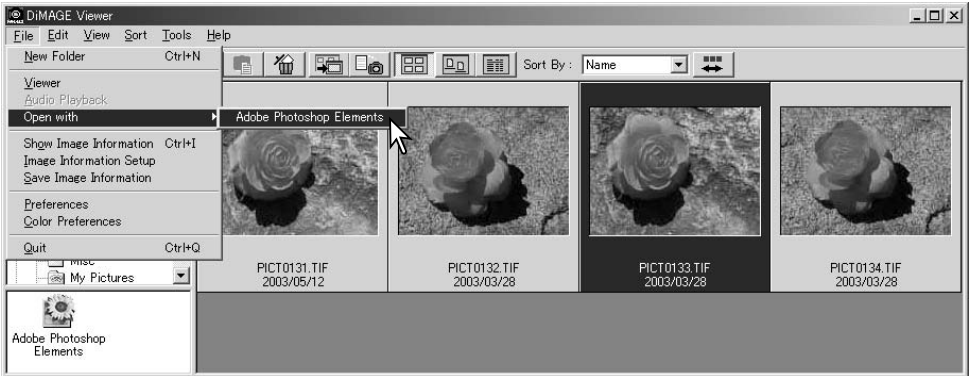 DiMAGE Viewer
File Edit View Sort Tools Help
New Folder Ctrl+N
Sort By : Name
Viewer
Audio Playback
Open with
Adobe Photoshop Elements
Show Image Information Ctrl+I
Image Information Setup
Save Image Information
Preferences
Color Preferences
Quit Ctrl+Q
Misc
My Pictures
PICT0131.TIF
2003/05/12
PICT0132.TIF
2003/03/28
PICT0133.TIF
2003/03/28
PICT0134.TIF
2003/03/28
Adobe Photoshop
Elements